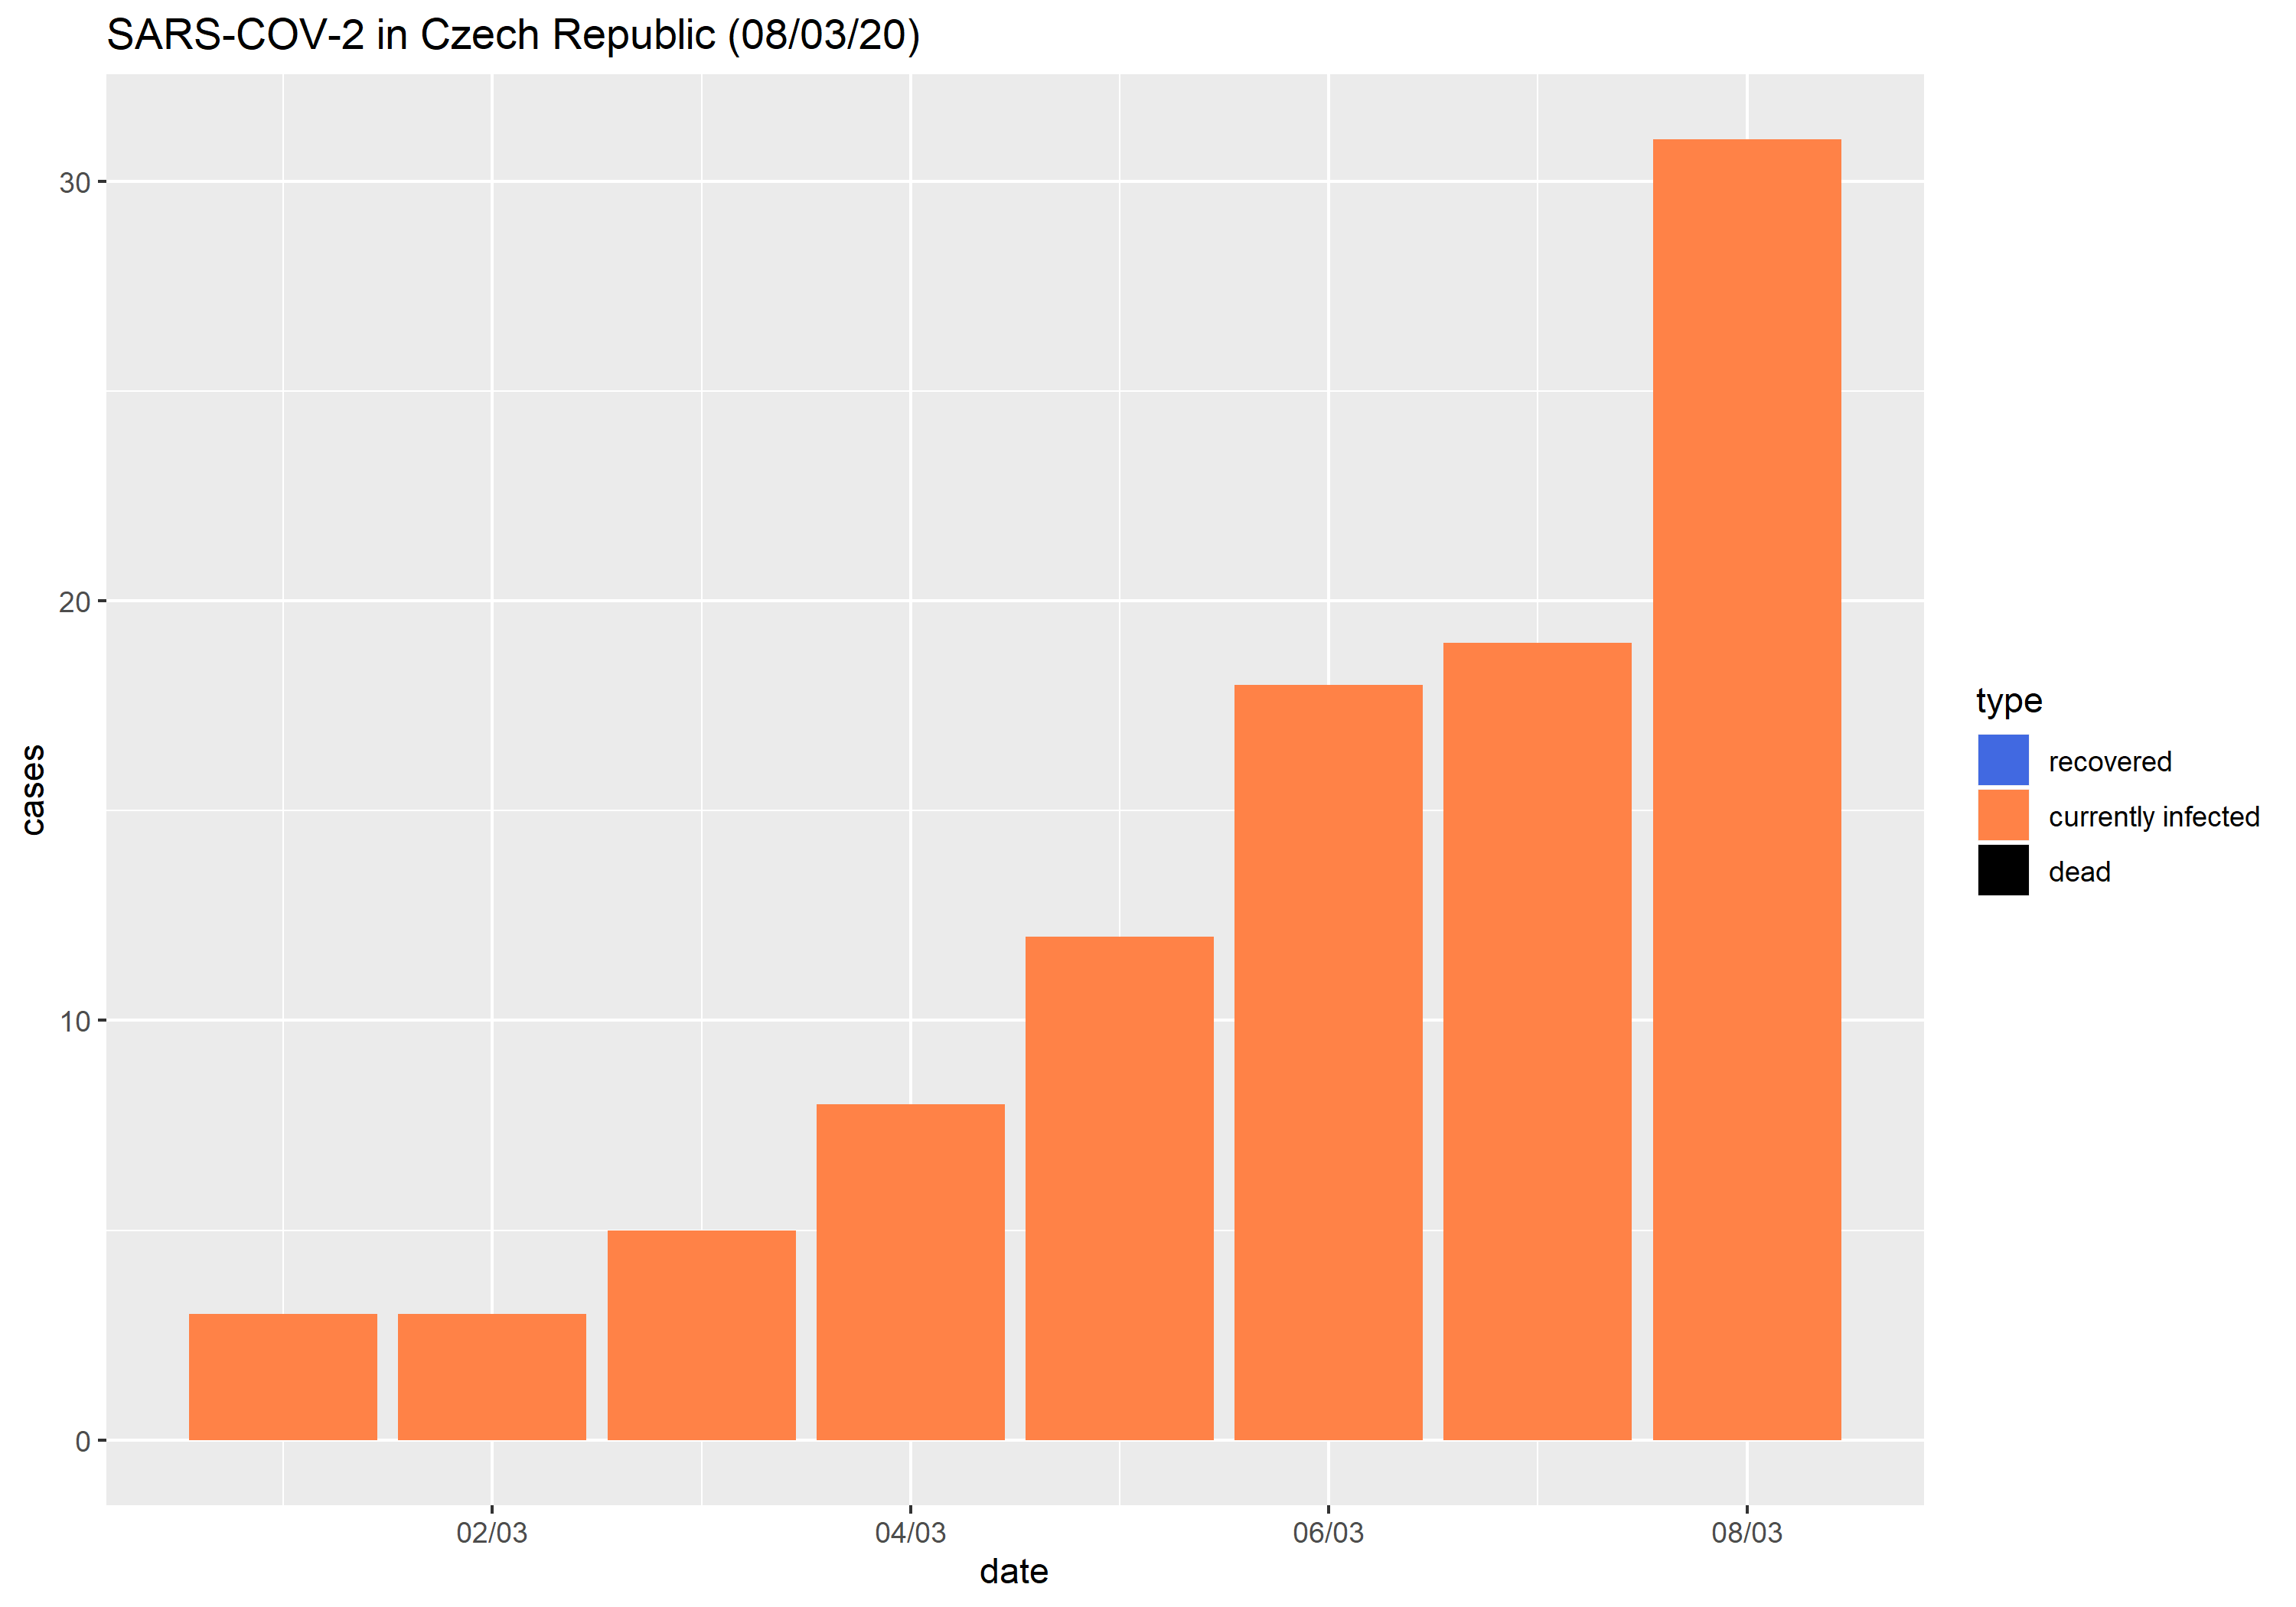 SARS-COV-2 in Czech Republic (08/03/20)
30
20
10
0
cases
02/03
04/03
06/03
08/03
date
type
recovered
currently infected
dead